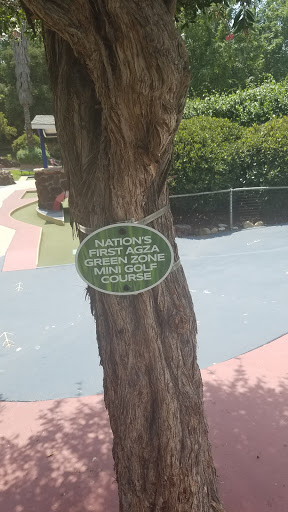 NATION'S
FIRST AGZA
GREEN ZONE
MINI GOLF
COURSE